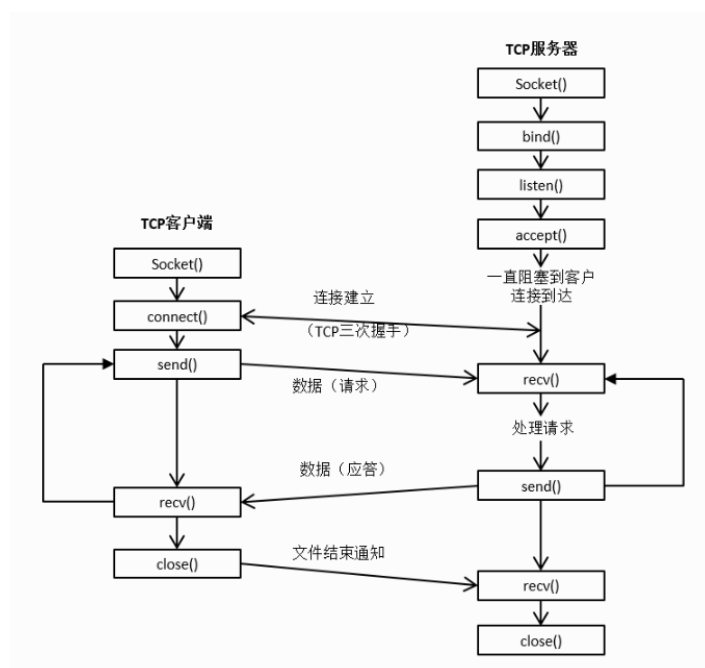 TCP服务器
Socket()
bind()
listen()
accept()
一直阻塞到客户
连接到达
TCP客户端
Socket()
connect()
连接建立
（TCP三次握手）
send()
数据（请求）
recv()
处理请求
数据（应答）
send()
recv()
close()
文件结束通知
recv()
close()